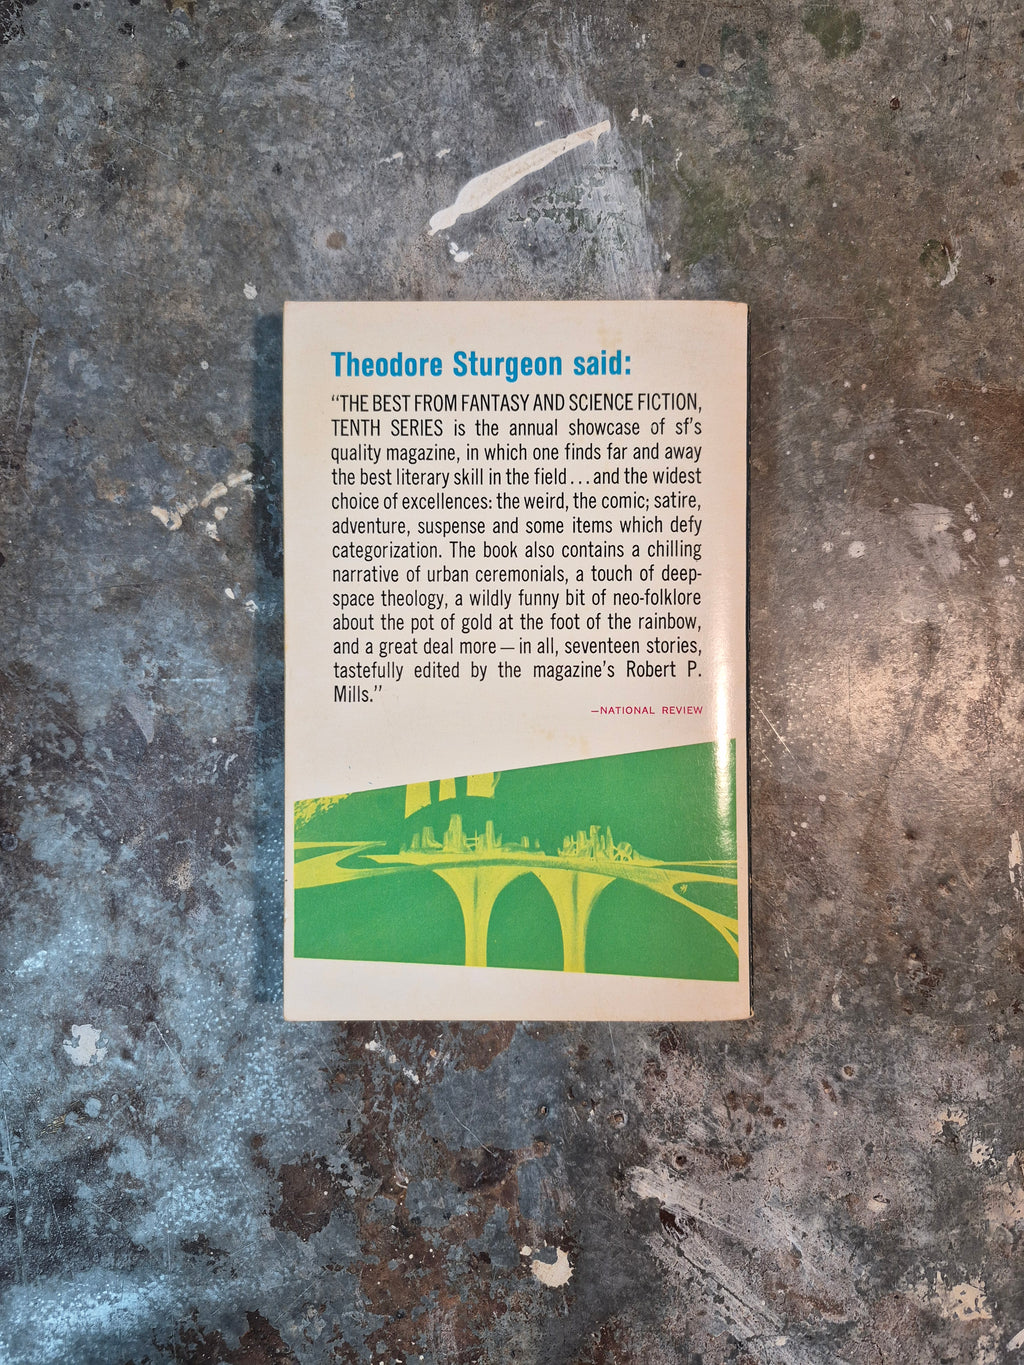 Theodore Sturgeon said:
“THE BEST FROM FANTASY AND SCIENCE FICTION,
TENTH SERIES is the annual showcase of sf’s
quality magazine, in which one finds far and away
the best literary skill in the field...and the widest
choice of excellences: the weird, the comic; satire,
adventure, suspense and some items which defy
categorization. The book also contains a chilling
narrative of urban ceremonials, a touch of deep-
space theology, a wildly funny bit of neo-folklore
about the pot of gold at the foot of the rainbow,
and a great deal more — in all, seventeen stories,
tastefully edited by the magazine’s Robert P.
Mills.”
—NATIONAL REVIEW